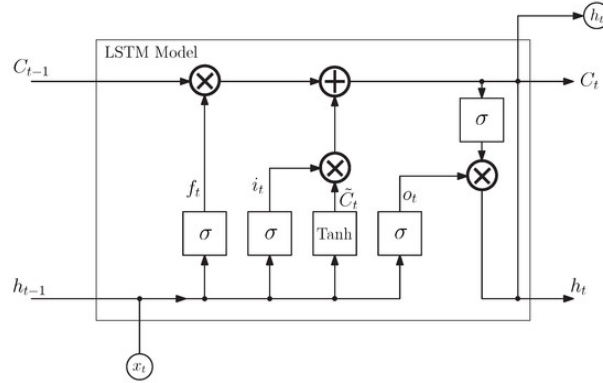 h_t
LSTM Model
C_{t-1}
C_t
σ
f_t
i_t
C̃_t
o_t
σ
σ
Tanh
σ
h_{t-1}
h_t
x_t